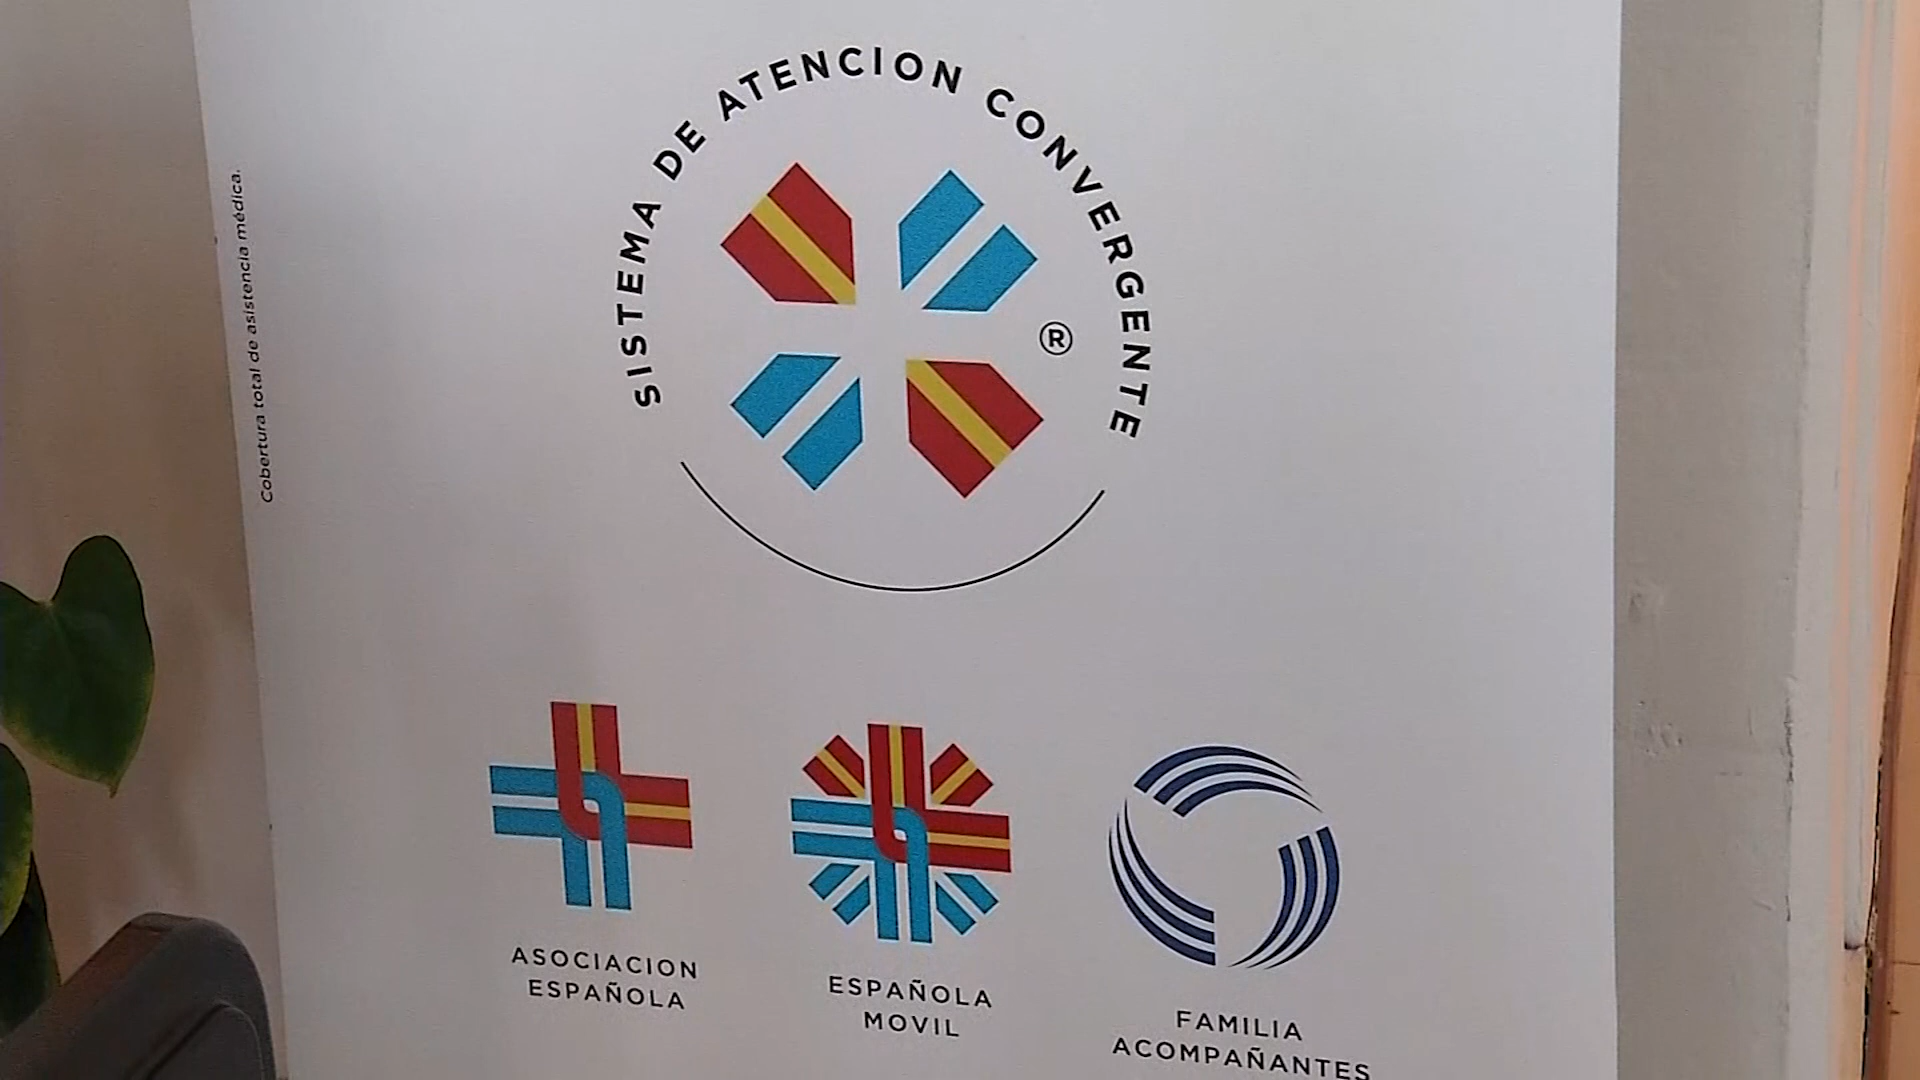 SISTEMA DE ATENCION CONVERGENTE
®
Cobertura total de asistencia médica.
ASOCIACION
ESPAÑOLA
ESPAÑOLA
MOVIL
FAMILIA
ACOMPAÑANTES